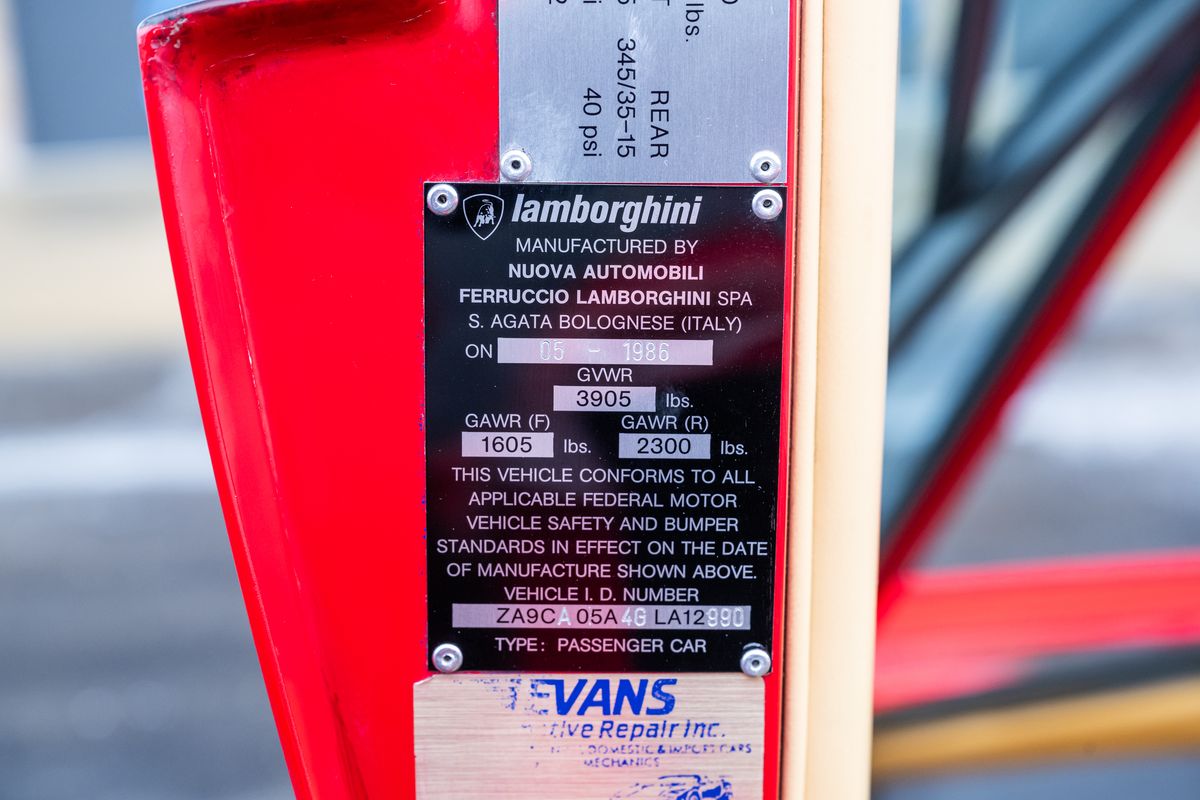 lbs.
REAR
345/35-15
40 psi
lamborghini
MANUFACTURED BY
NUOVA AUTOMOBILI
FERRUCCIO LAMBORGHINI SPA
S. AGATA BOLOGNESE (ITALY)
ON 05 - 1986
GVWR
3905 lbs.
GAWR (F) GAWR (R)
1605 lbs. 2300 lbs.
THIS VEHICLE CONFORMS TO ALL
APPLICABLE FEDERAL MOTOR
VEHICLE SAFETY AND BUMPER
STANDARDS IN EFFECT ON THE DATE
OF MANUFACTURE SHOWN ABOVE.
VEHICLE I. D. NUMBER
ZA9CA05A4GLA12990
TYPE: PASSENGER CAR
EVANS
tive Repair Inc.
DOMESTIC & IMPORT CARS
MECHANICS